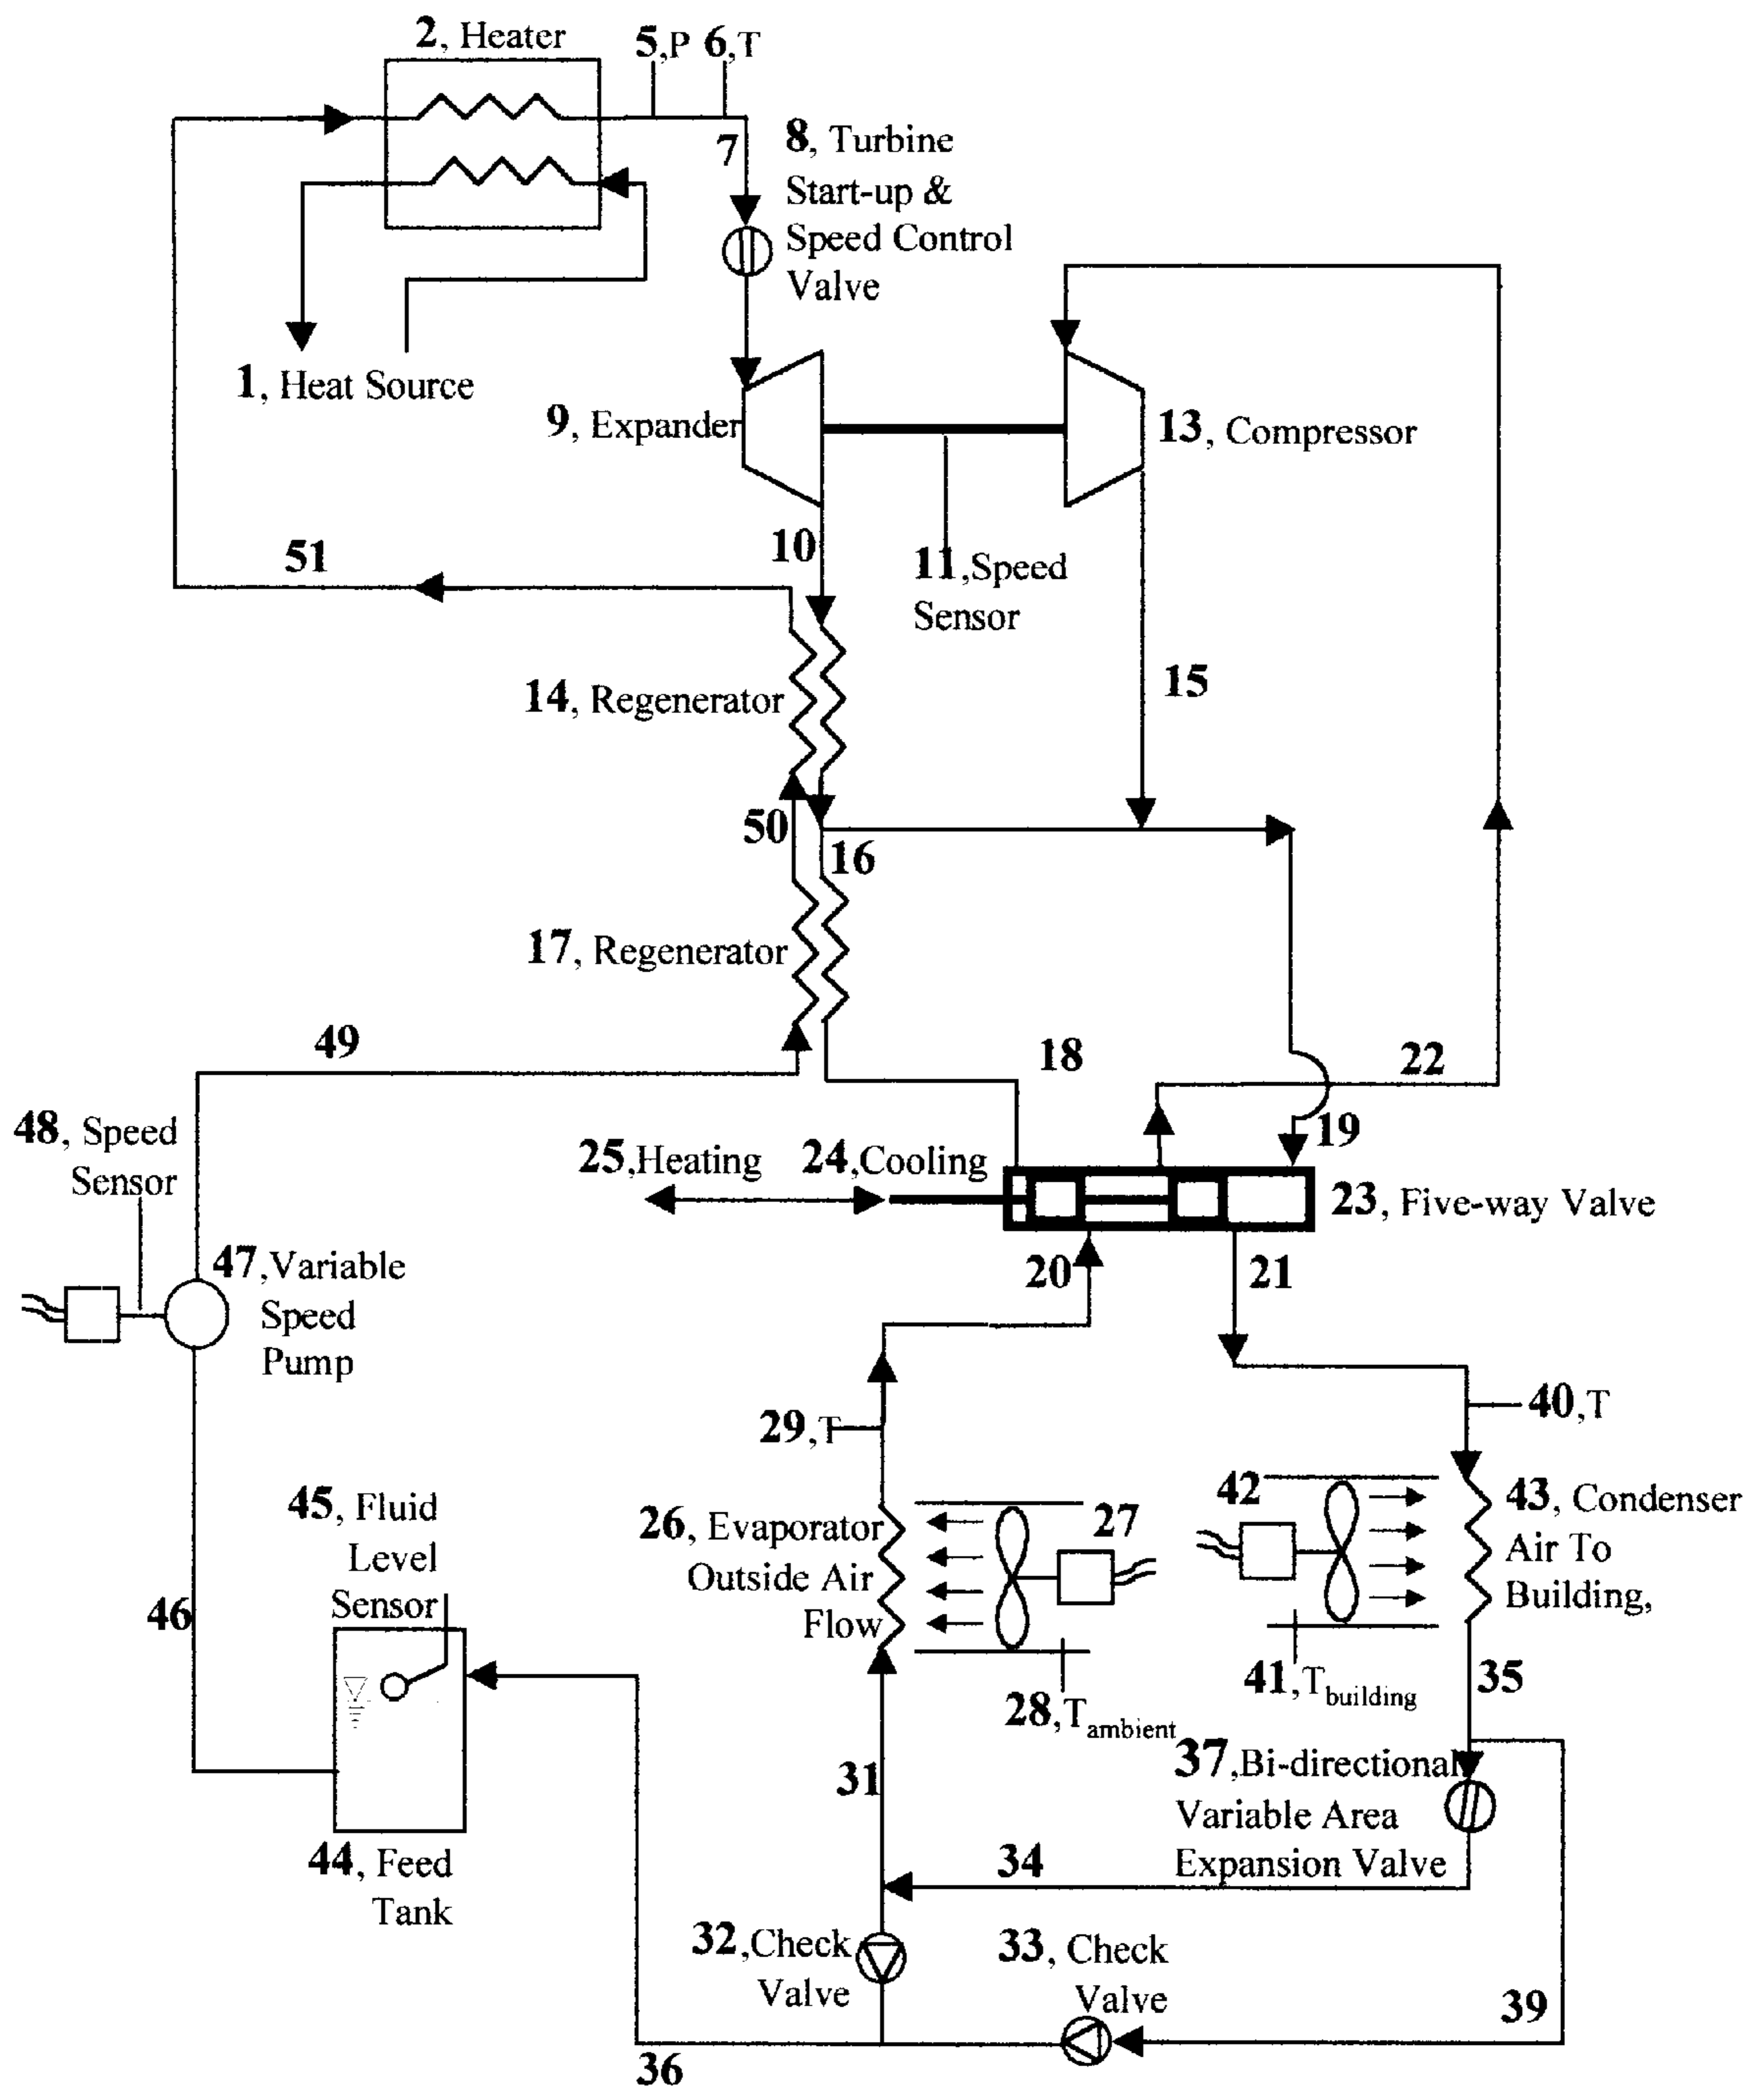 2, Heater
5,P 6,T
7
8, Turbine
Start-up &
Speed Control
Valve
1, Heat Source
9, Expander
13, Compressor
10
11,Speed
Sensor
51
14, Regenerator
15
50
16
17, Regenerator
49
18
22
48, Speed
Sensor
19
25,Heating
24,Cooling
23, Five-way Valve
47,Variable
Speed
Pump
20
21
40,T
29,T
45, Fluid
Level
Sensor
26, Evaporator
Outside Air
Flow
27
42
43, Condenser
Air To
Building,
46
28,Tambient
41,Tbuilding
35
31
37,Bi-directional
Variable Area
Expansion Valve
44, Feed
Tank
34
32,Check
Valve
33, Check
Valve
39
36